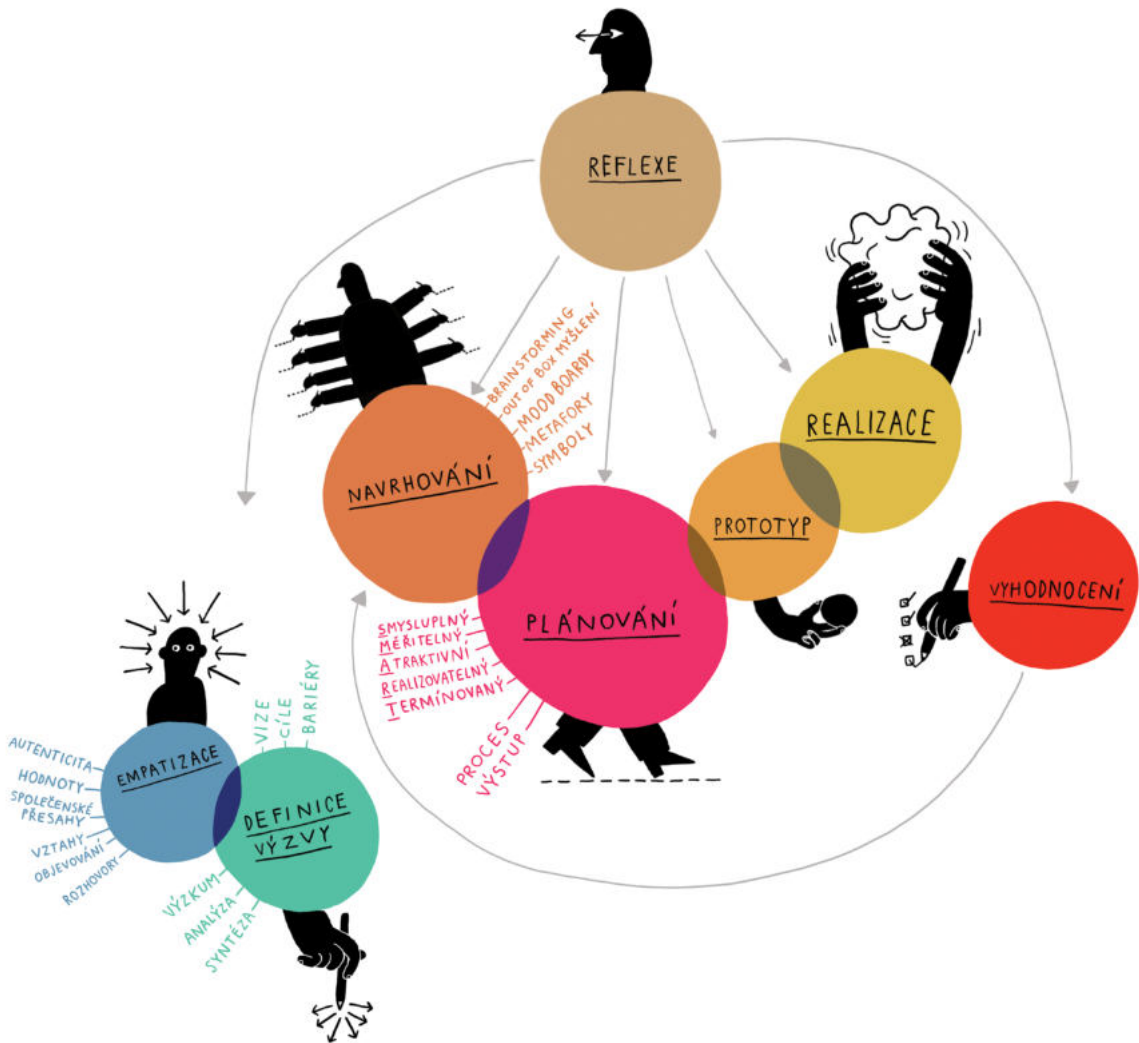 REFLEXE
BRAINSTORMING
OUT OF BOX MYŠLENÍ
MOOD BOARDY
METAFORY
SYMBOLY
NAVRHOVÁNÍ
REALIZACE
PROTOTYP
VYHODNOCENÍ
PLÁNOVÁNÍ
SMYSLUPLNÝ
MĚŘITELNÝ
ATRAKTIVNÍ
REALIZOVATELNÝ
TERMÍNOVANÝ
PROCES
VÝSTUP
VIZE
CÍLE
BARIÉRY
EMPATIZACE
AUTENTICITA
HODNOTY
SPOLEČENSKÉ
PŘESAHY
VZTAHY
OBJEVOVÁNÍ
ROZHOVORY
DEFINICE
VÝZVY
VÝZKUM
ANALÝZA
SYNTÉZA